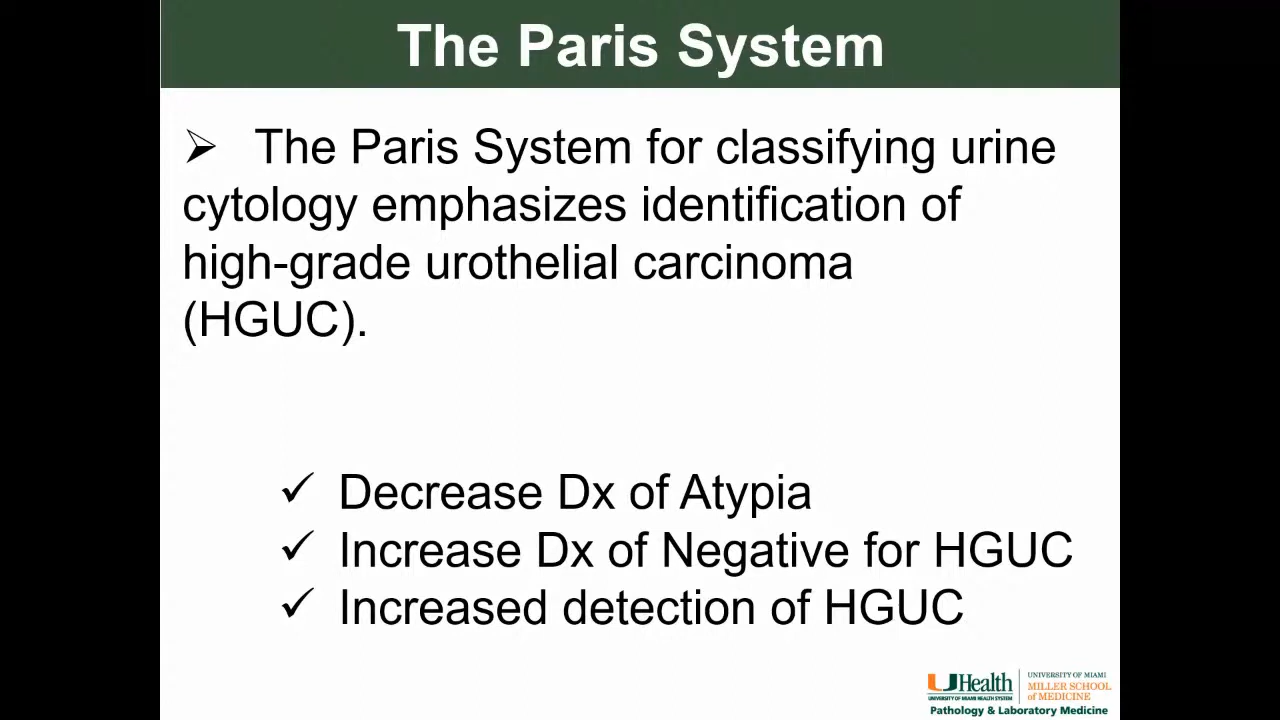 The Paris System
➢ The Paris System for classifying urine
cytology emphasizes identification of
high-grade urothelial carcinoma
(HGUC).
✓ Decrease Dx of Atypia
✓ Increase Dx of Negative for HGUC
✓ Increased detection of HGUC
UHealth
UNIVERSITY OF MIAMI HEALTH SYSTEM
UNIVERSITY OF MIAMI
MILLER SCHOOL
of MEDICINE
Pathology & Laboratory Medicine